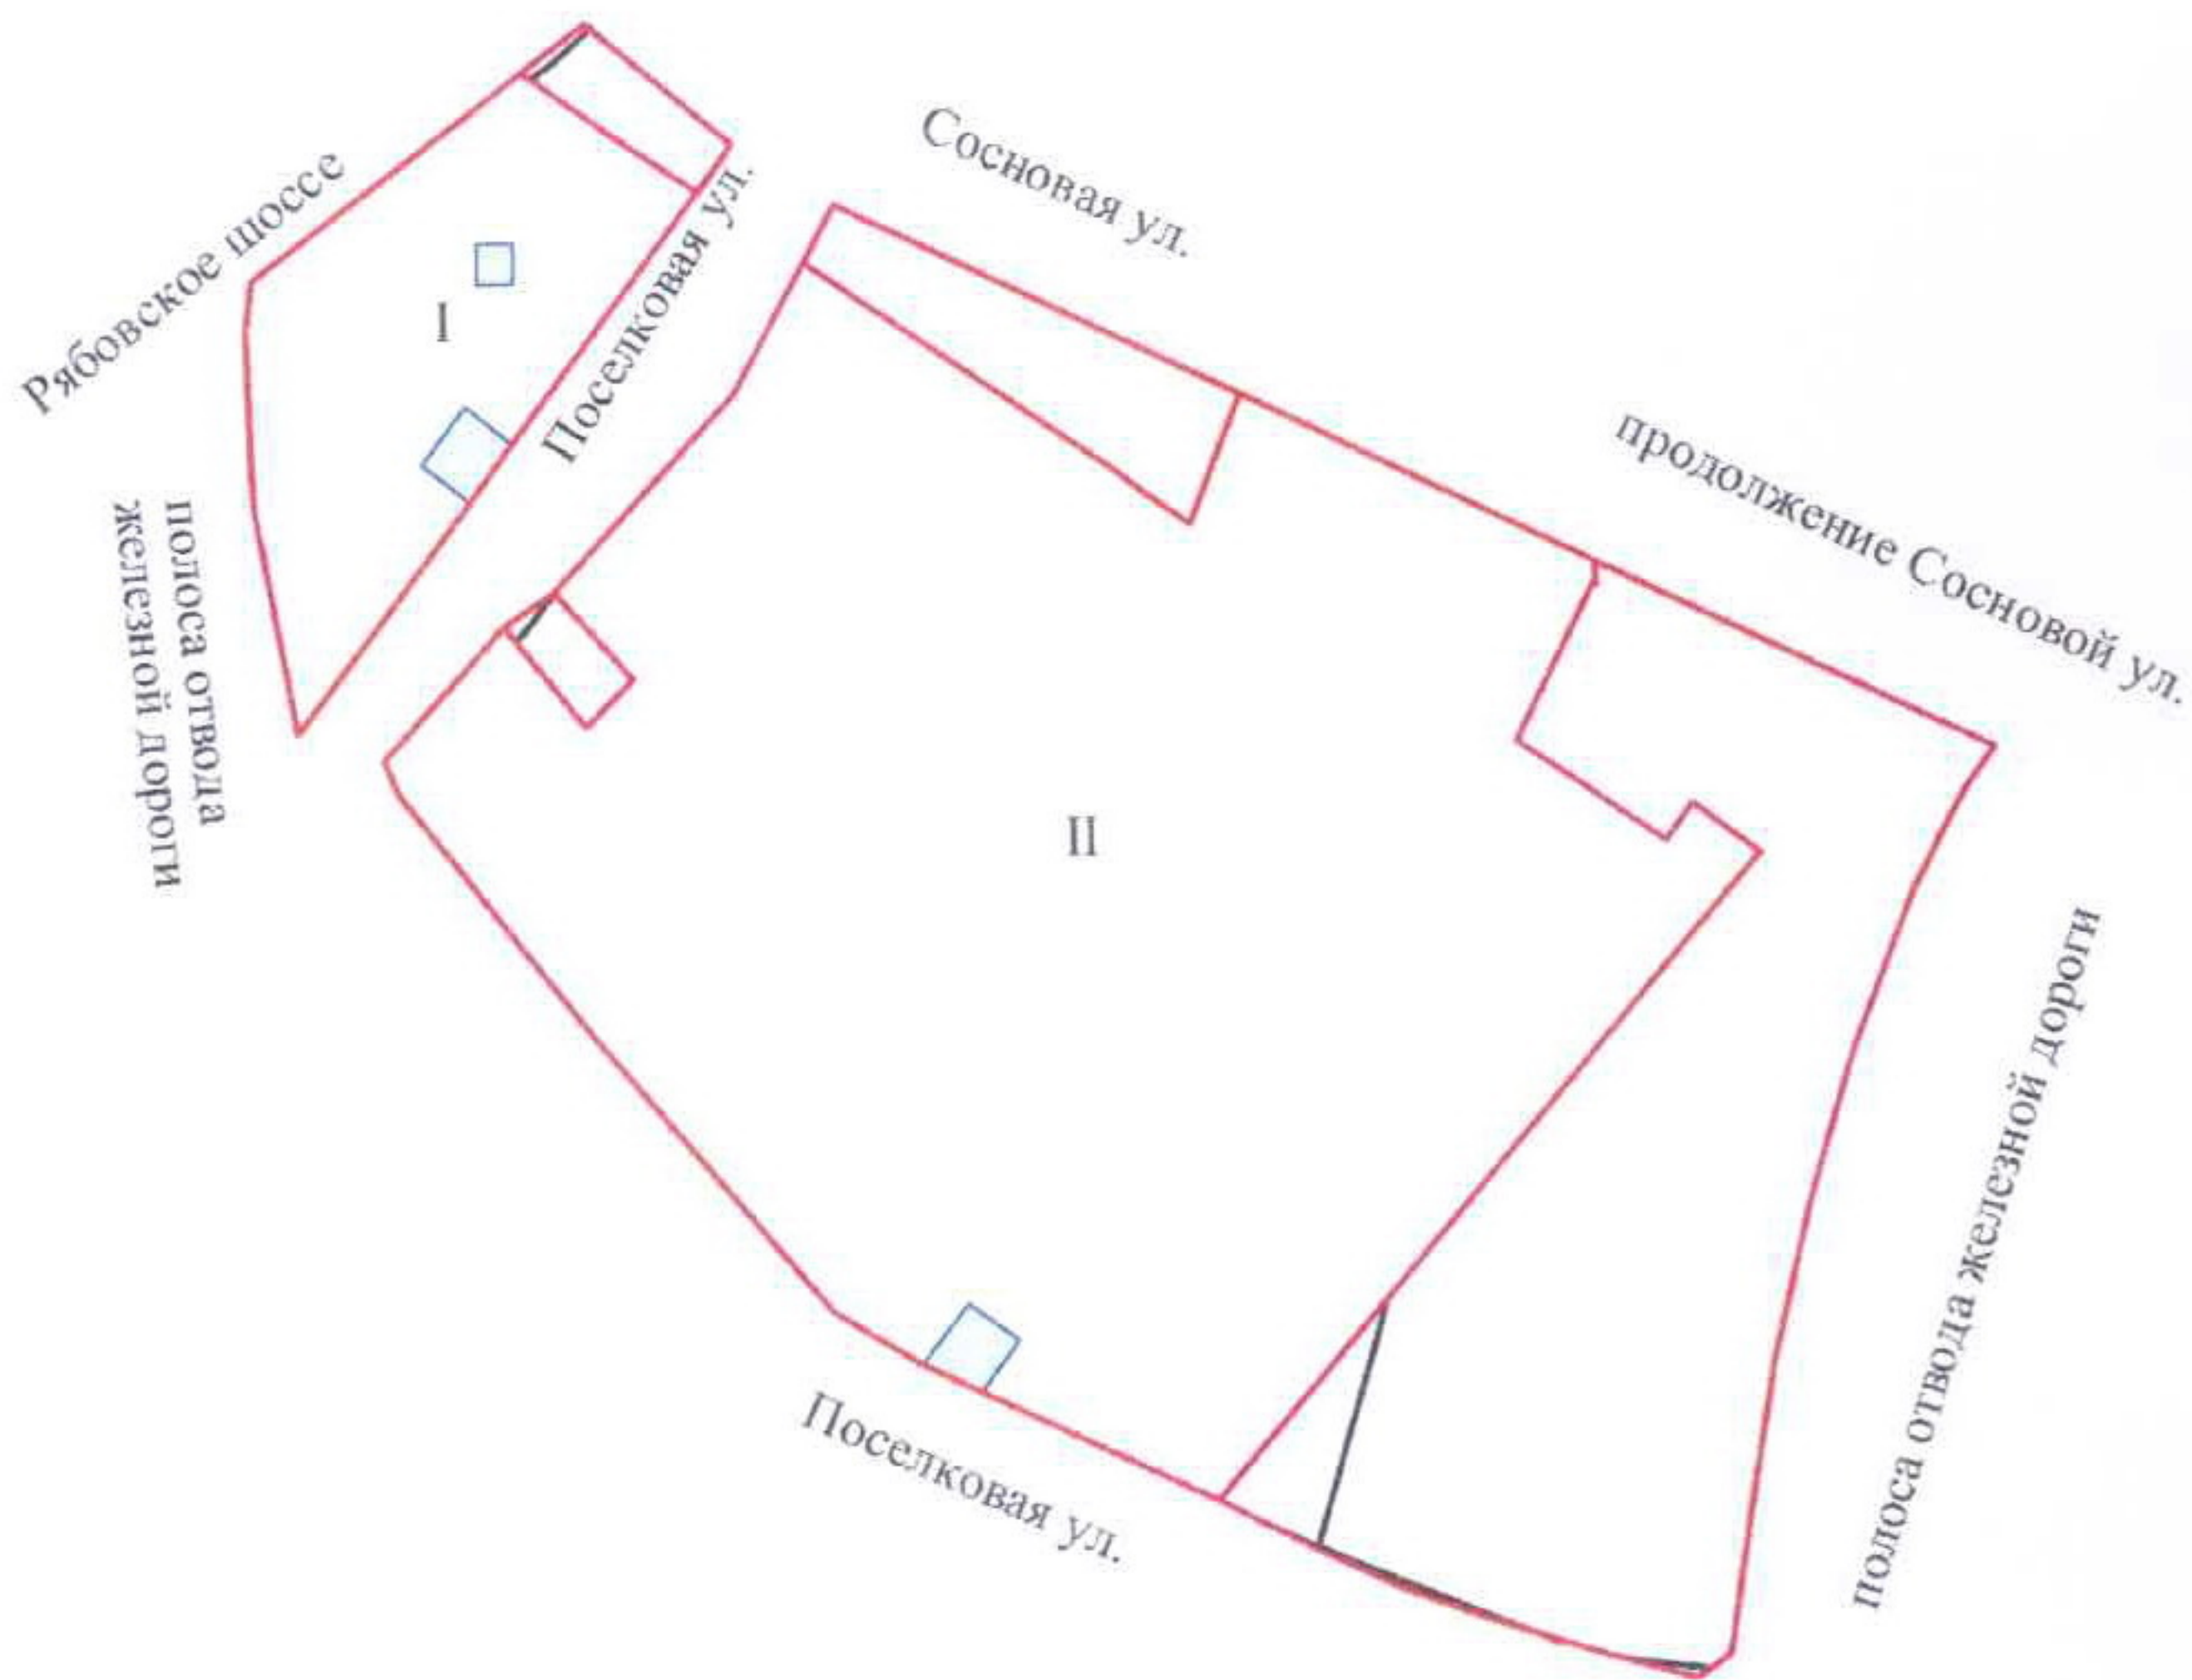 Рябовское шоссе
I
Поселковая ул.
Сосновая ул.
продолжение Сосновой ул.
полоса отвода
железной дороги
II
полоса отвода железной дороги
Поселковая ул.